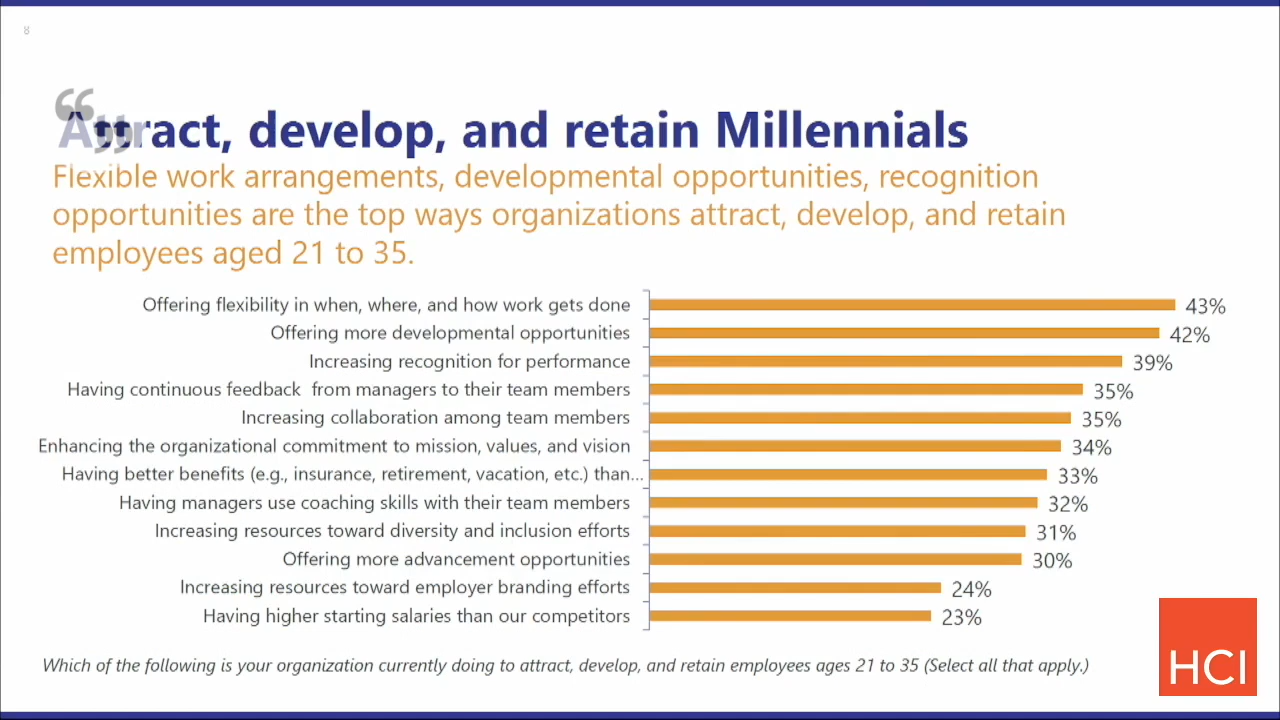 8
“
Attract, develop, and retain Millennials
”
Flexible work arrangements, developmental opportunities, recognition
opportunities are the top ways organizations attract, develop, and retain
employees aged 21 to 35.
Offering flexibility in when, where, and how work gets done 43%
Offering more developmental opportunities 42%
Increasing recognition for performance 39%
Having continuous feedback  from managers to their team members 35%
Increasing collaboration among team members 35%
Enhancing the organizational commitment to mission, values, and vision 34%
Having better benefits (e.g., insurance, retirement, vacation, etc.) than... 33%
Having managers use coaching skills with their team members 32%
Increasing resources toward diversity and inclusion efforts 31%
Offering more advancement opportunities 30%
Increasing resources toward employer branding efforts 24%
Having higher starting salaries than our competitors 23%
Which of the following is your organization currently doing to attract, develop, and retain employees ages 21 to 35 (Select all that apply.)
HCI